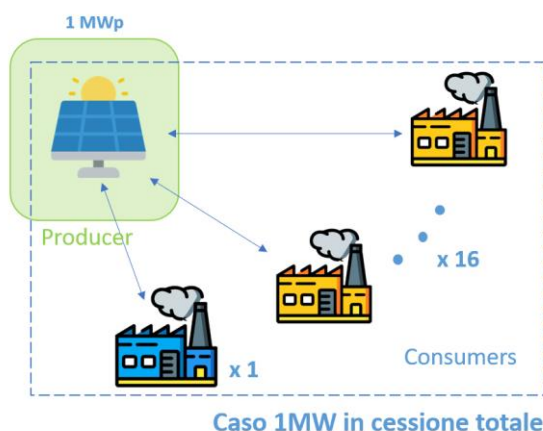 1 MWp
Producer
x 16
x 1
Consumers
Caso 1MW in cessione totale